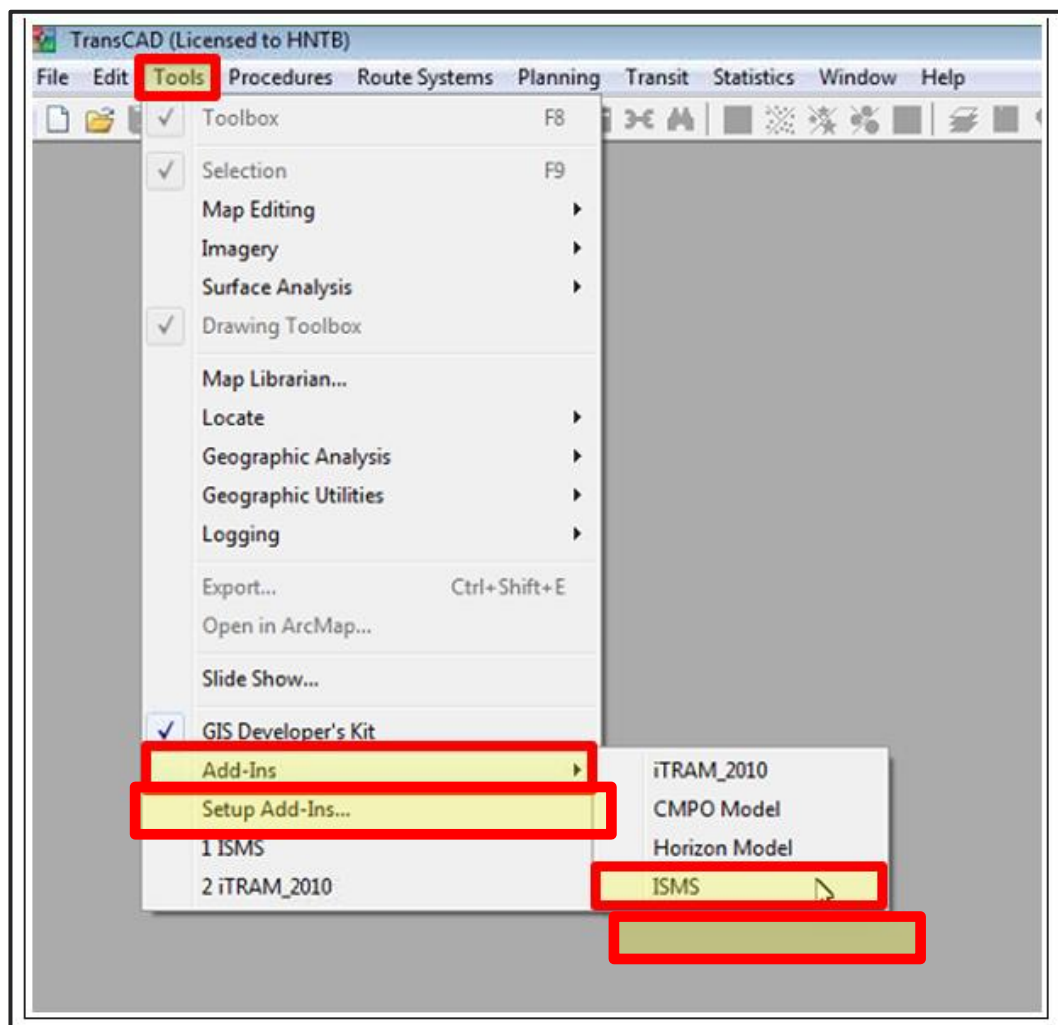 TransCAD (Licensed to HNTB)
File Edit Tools Procedures Route Systems Planning Transit Statistics Window Help
Toolbox F8
Selection F9
Map Editing
Imagery
Surface Analysis
Drawing Toolbox
Map Librarian...
Locate
Geographic Analysis
Geographic Utilities
Logging
Export... Ctrl+Shift+E
Open in ArcMap...
Slide Show...
GIS Developer's Kit
Add-Ins
Setup Add-Ins...
1 ISMS
2 iTRAM_2010
iTRAM_2010
CMPO Model
Horizon Model
ISMS